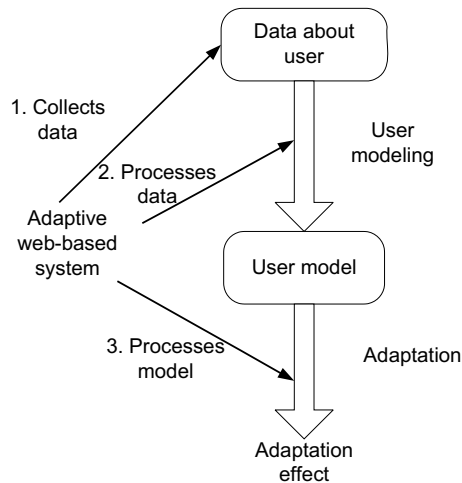 Data about
user
1. Collects
data
User
modeling
2. Processes
data
Adaptive
web-based
system
User model
3. Processes
model
Adaptation
Adaptation
effect